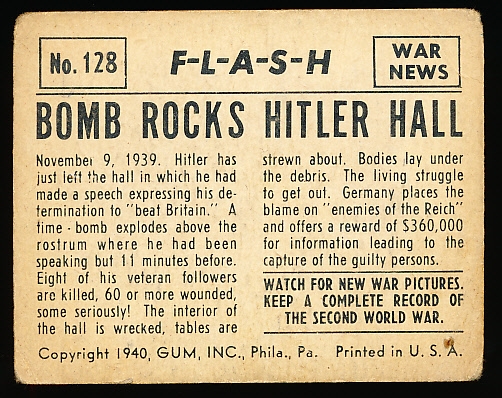 No. 128
F-L-A-S-H
WAR
NEWS
BOMB ROCKS HITLER HALL
November 9, 1939. Hitler has
just left the hall in which he had
made a speech expressing his de-
termination to "beat Britain." A
time - bomb explodes above the
rostrum where he had been
speaking but 11 minutes before.
Eight of his veteran followers
are killed, 60 or more wounded,
some seriously! The interior of
the hall is wrecked, tables are
strewn about. Bodies lay under
the debris. The living struggle
to get out. Germany places the
blame on "enemies of the Reich"
and offers a reward of $360,000
for information leading to the
capture of the guilty persons.
WATCH FOR NEW WAR PICTURES.
KEEP A COMPLETE RECORD OF
THE SECOND WORLD WAR.
Copyright 1940, GUM, INC., Phila., Pa. Printed in U. S. A.